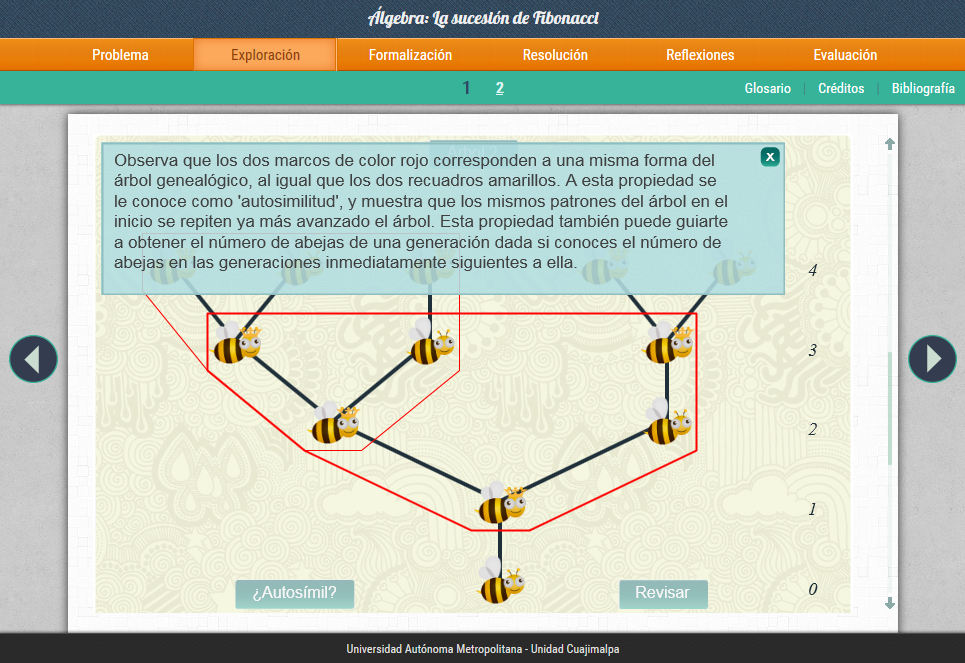 Álgebra: La sucesión de Fibonacci
Problema
Exploración
Formalización
Resolución
Reflexiones
Evaluación
1
2
Glosario
Créditos
Bibliografía
Observa que los dos marcos de color rojo corresponden a una misma forma del
árbol genealógico, al igual que los dos recuadros amarillos. A esta propiedad se
le conoce como 'autosimilitud', y muestra que los mismos patrones del árbol en el
inicio se repiten ya más avanzado el árbol. Esta propiedad también puede guiarte
a obtener el número de abejas de una generación dada si conoces el número de
abejas en las generaciones inmediatamente siguientes a ella.
x
4
3
2
1
0
¿Autosímil?
Revisar
Universidad Autónoma Metropolitana - Unidad Cuajimalpa